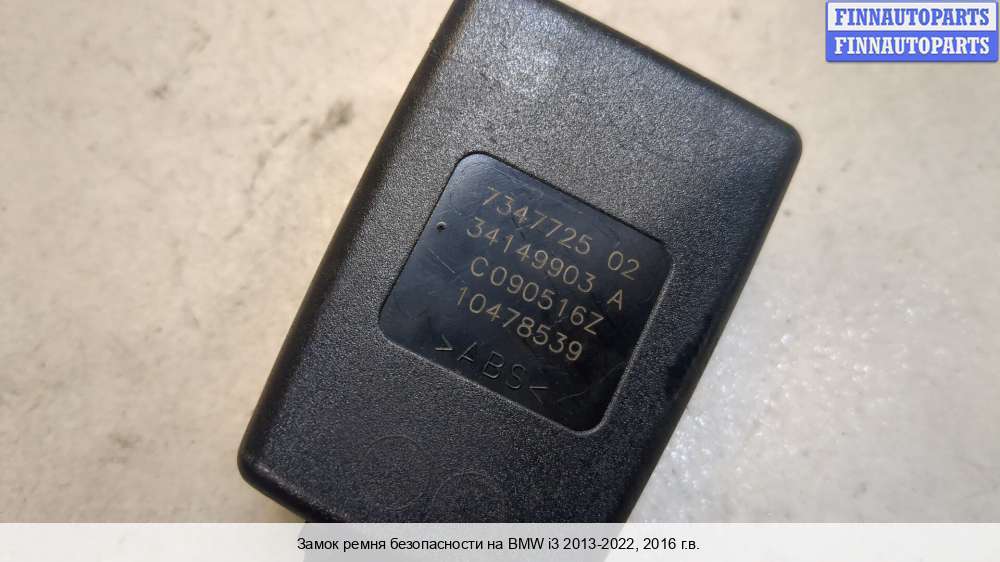 FINNAUTOPARTS
FINNAUTOPARTS
7347725 02
34149903 A
C090516Z
10478539
>ABS<
Замок ремня безопасности на BMW i3 2013-2022, 2016 г.в.